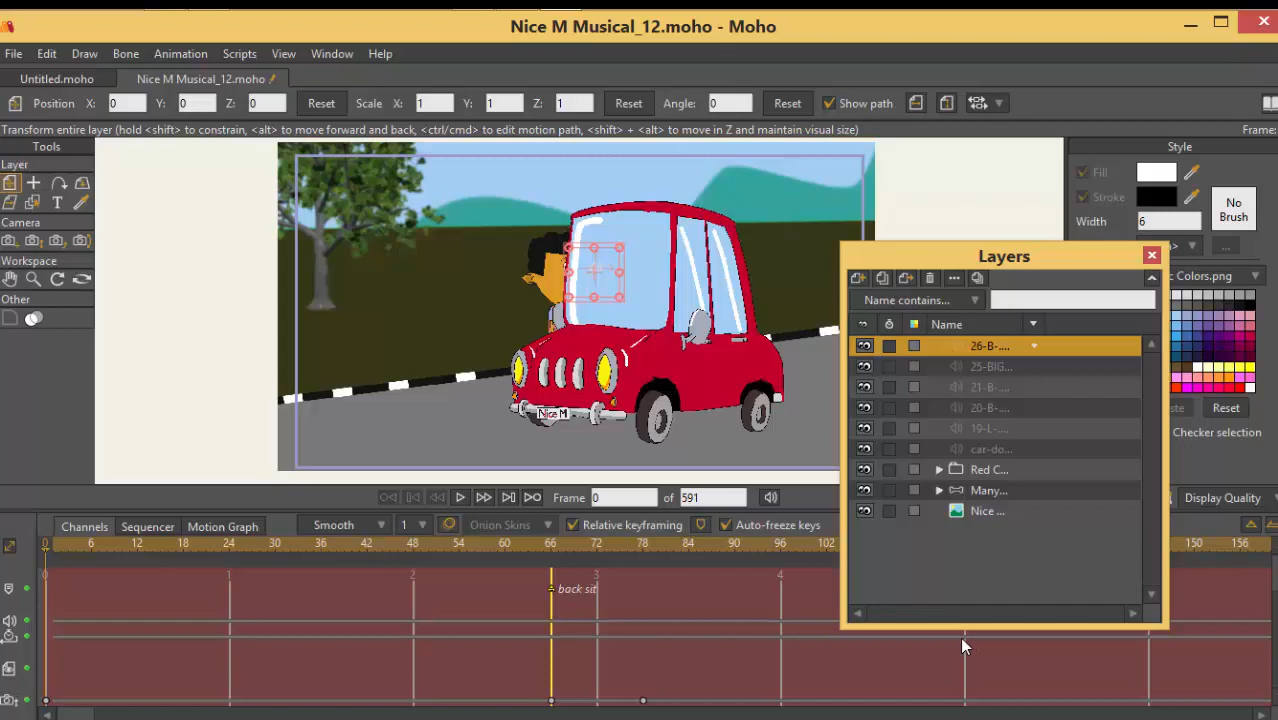 Nice M Musical_12.moho - Moho
File Edit Draw Bone Animation Scripts View Window Help
Untitled.moho Nice M Musical_12.moho
Position X: 0 Y: 0 Z: 0 Reset Scale X: 1 Y: 1 Z: 1 Reset Angle: 0 Reset Show path
Transform entire layer (hold <shift> to constrain, <alt> to move forward and back, <ctrl/cmd> to edit motion path, <shift> + <alt> to move in Z and maintain visual size) Frame:
Tools Style
Layer
Fill
Stroke
No
Brush
Width 6
T
Camera
Workspace
Other
Nice M
Layers
Name contains...
Name
26-B-....
25-BIG...
21-B-....
20-B-....
19-L-....
car-do...
Red C...
Many...
Nice ...
Colors.png
Reset
Checker selection
Frame 0 of 591 Display Quality
Channels Sequencer Motion Graph Smooth 1 Onion Skins Relative keyframing Auto-freeze keys
0 6 12 18 24 30 36 42 48 54 60 66 72 78 84 90 96 102 150 156
0 1 2 3 4
back sit